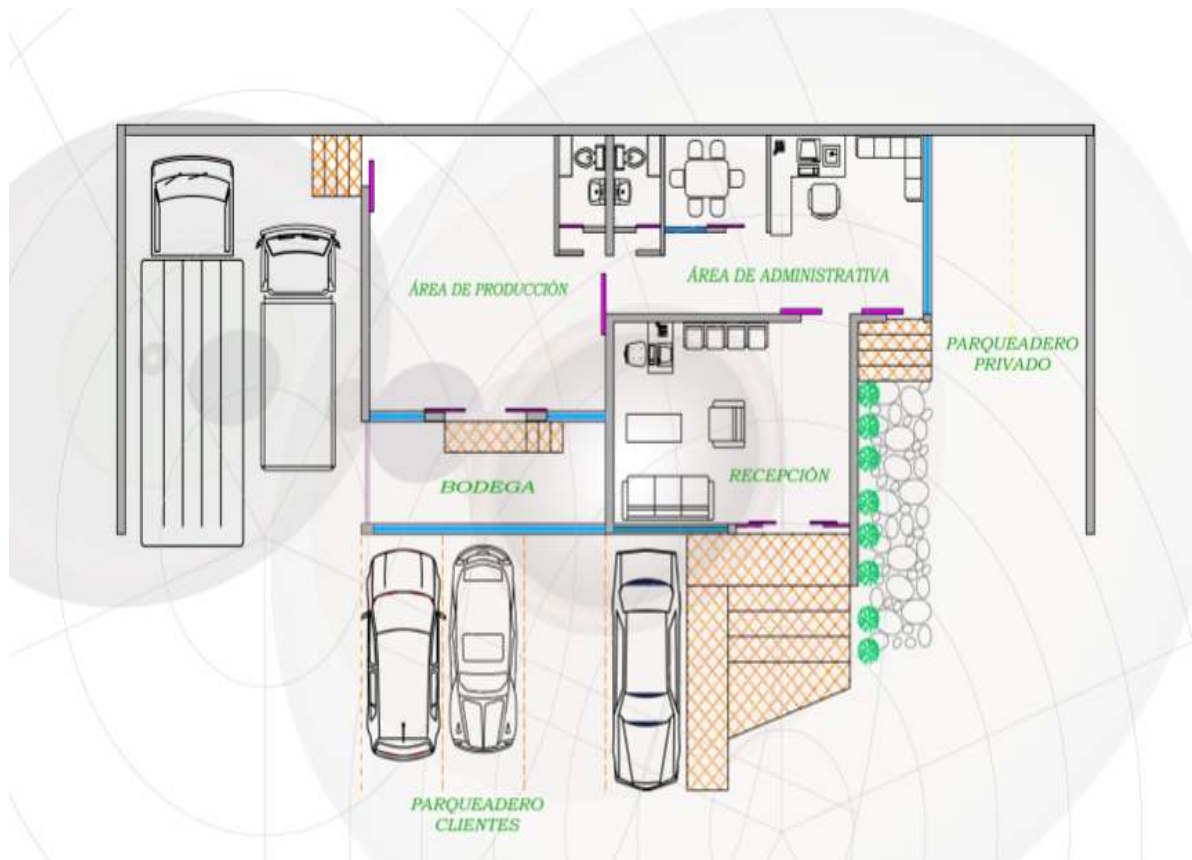 ÁREA DE PRODUCCIÓN
ÁREA DE ADMINISTRATIVA
PARQUEADERO
PRIVADO
BODEGA
RECEPCIÓN
PARQUEADERO
CLIENTES